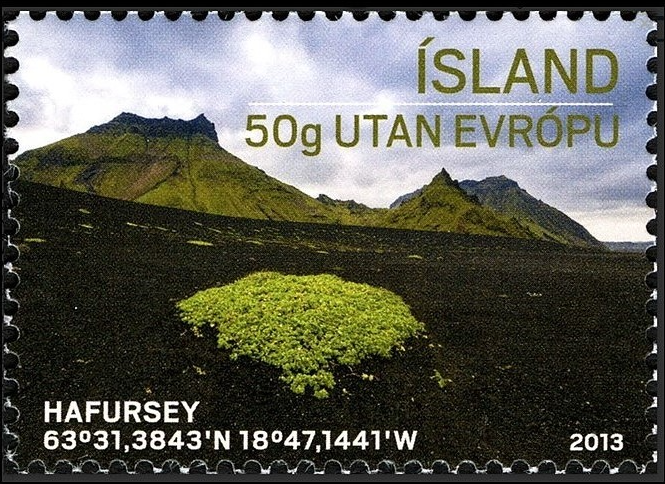 ÍSLAND
50g UTAN EVRÓPU
HAFURSEY
63º31,3843'N 18º47,1441'W
2013